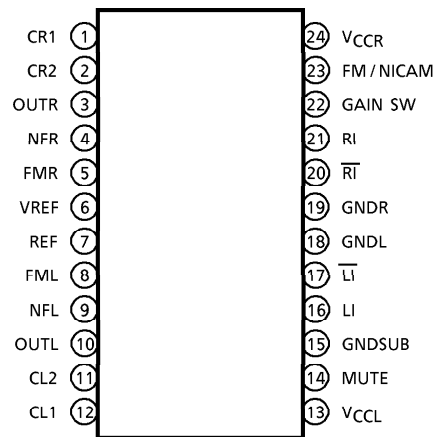 CR1 1 24 VCCR
CR2 2 23 FM / NICAM
OUTR 3 22 GAIN SW
NFR 4 21 RI
FMR 5 20 R̅I̅
VREF 6 19 GNDR
REF 7 18 GNDL
FML 8 17 L̅I̅
NFL 9 16 LI
OUTL 10 15 GNDSUB
CL2 11 14 MUTE
CL1 12 13 VCCL